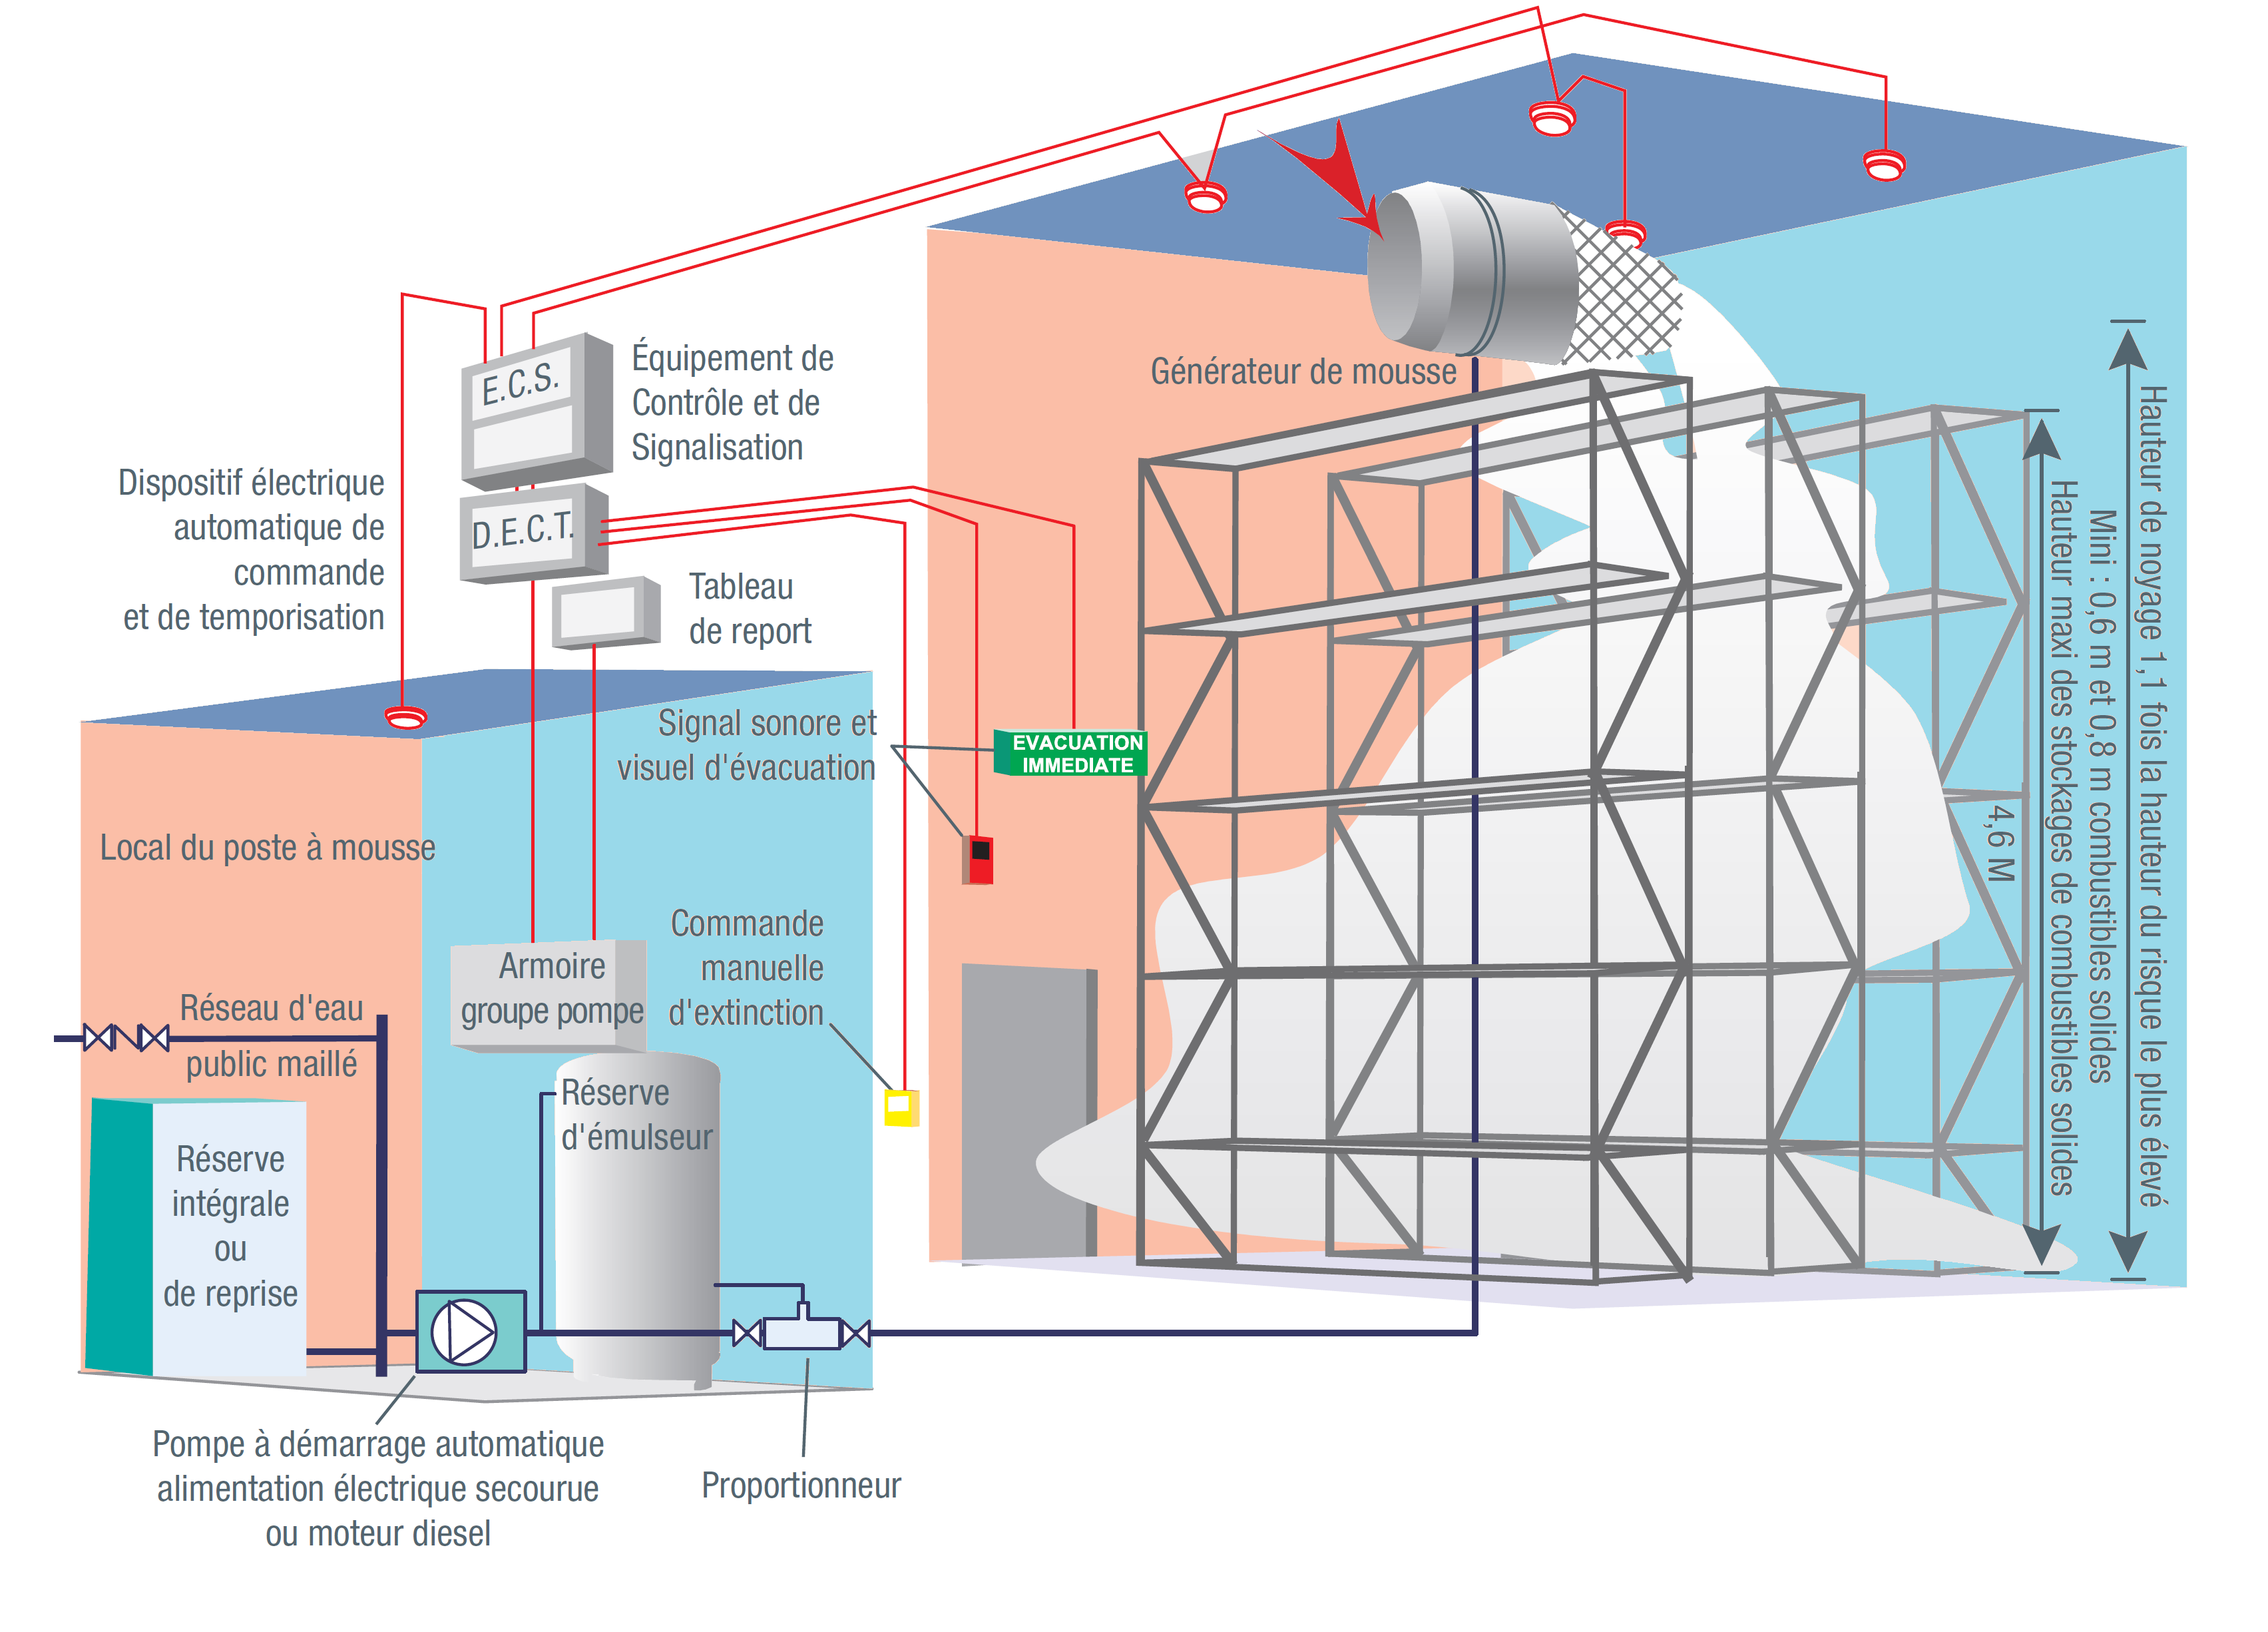 E.C.S.
Équipement de
Contrôle et de
Signalisation
Dispositif électrique
automatique de
commande
et de temporisation
D.E.C.T.
Tableau
de report
Générateur de mousse
Signal sonore et
visuel d'évacuation
EVACUATION
IMMEDIATE
Local du poste à mousse
Commande
manuelle
d'extinction
Armoire
groupe pompe
Réseau d'eau
public maillé
Réserve
d'émulseur
Réserve
intégrale
ou
de reprise
Pompe à démarrage automatique
alimentation électrique secourue
ou moteur diesel
Proportionneur
Hauteur de noyage 1,1 fois la hauteur du risque le plus élevé
Mini : 0,6 m et 0,8 m combustibles solides
Hauteur maxi des stockages de combustibles solides
4,6 M